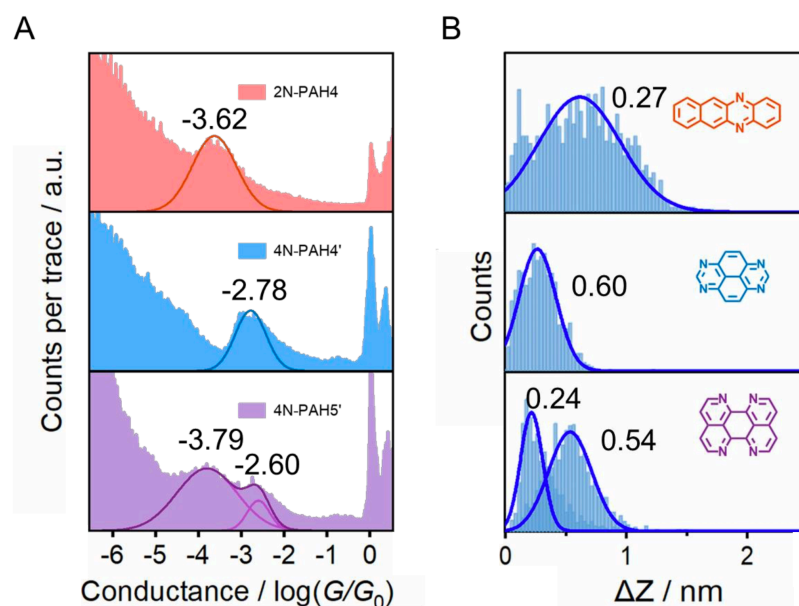 A
B
Counts per trace / a.u.
2N-PAH4
-3.62
4N-PAH4'
-2.78
4N-PAH5'
-3.79
-2.60
-6 -5 -4 -3 -2 -1 0
Conductance / log(G/G₀)
Counts
0.27
N
N
0.60
N N
N N
0.24
0.54
N N
N N
0 1 2
ΔZ / nm